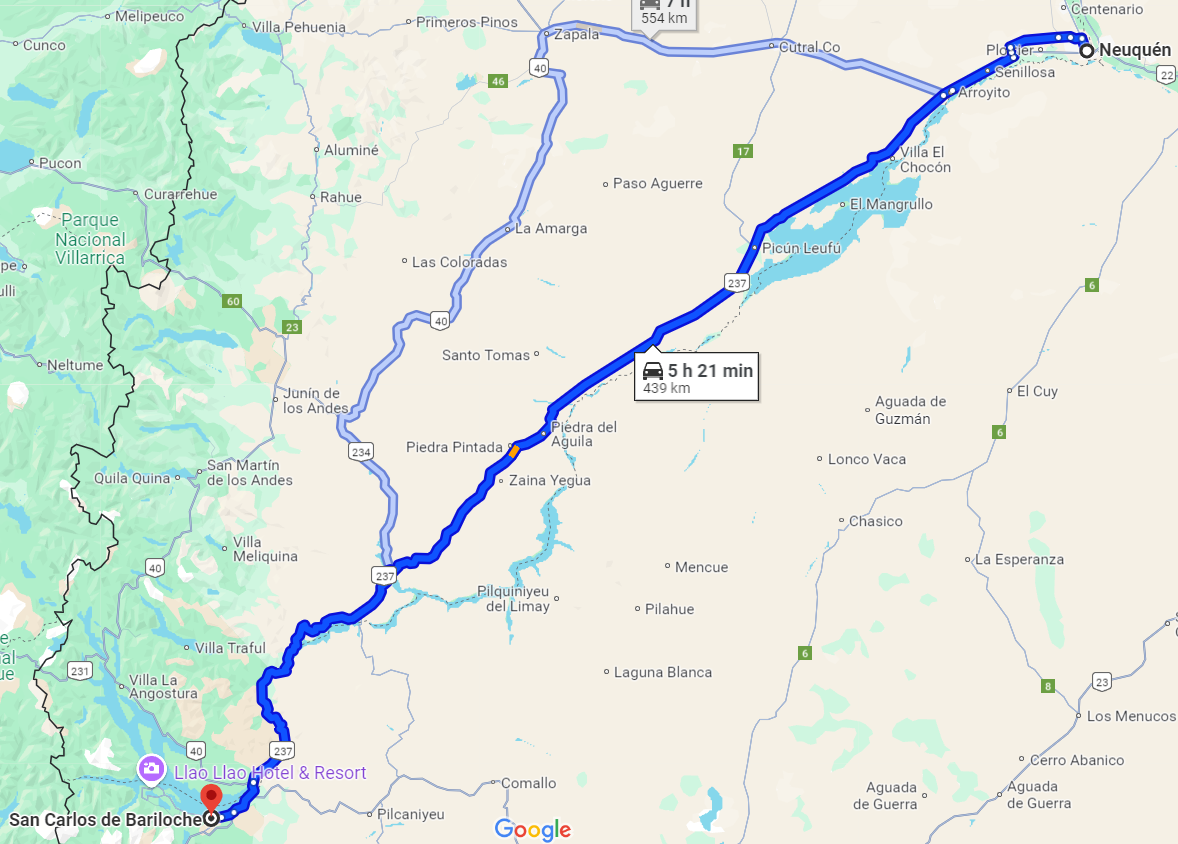 Melipeuco
Villa Pehuenia
Primeros Pinos
7 h
554 km
Centenario
Cunco
Zapala
Cutral Co
Neuquén
Senillosa
22
40
46
Arroyito
Aluminé
17
Villa El
Chocón
Pucon
Curarrehue
Rahue
Paso Aguerre
El Mangrullo
Parque
Nacional
Villarrica
La Amarga
Picún Leufú
Las Coloradas
237
6
60
23
40
Santo Tomas
5 h 21 min
439 km
Neltume
Junín de
los Andes
El Cuy
Aguada de
Guzmán
Piedra del
Aguila
6
Piedra Pintada
234
Lonco Vaca
San Martín
de los Andes
Quila Quina
Zaina Yegua
Panguipe
Chasico
Villa
Meliquina
40
237
Mencue
La Esperanza
Pilquiniyeu
del Limay
Pilahue
Villa Traful
6
231
Villa La
Angostura
Laguna Blanca
8
23
Los Menucos
40
237
Llao Llao Hotel & Resort
Cerro Abanico
Comallo
Aguada
de Guerra
Aguada
de Guerra
San Carlos de Bariloche
Pilcaniyeu
Google